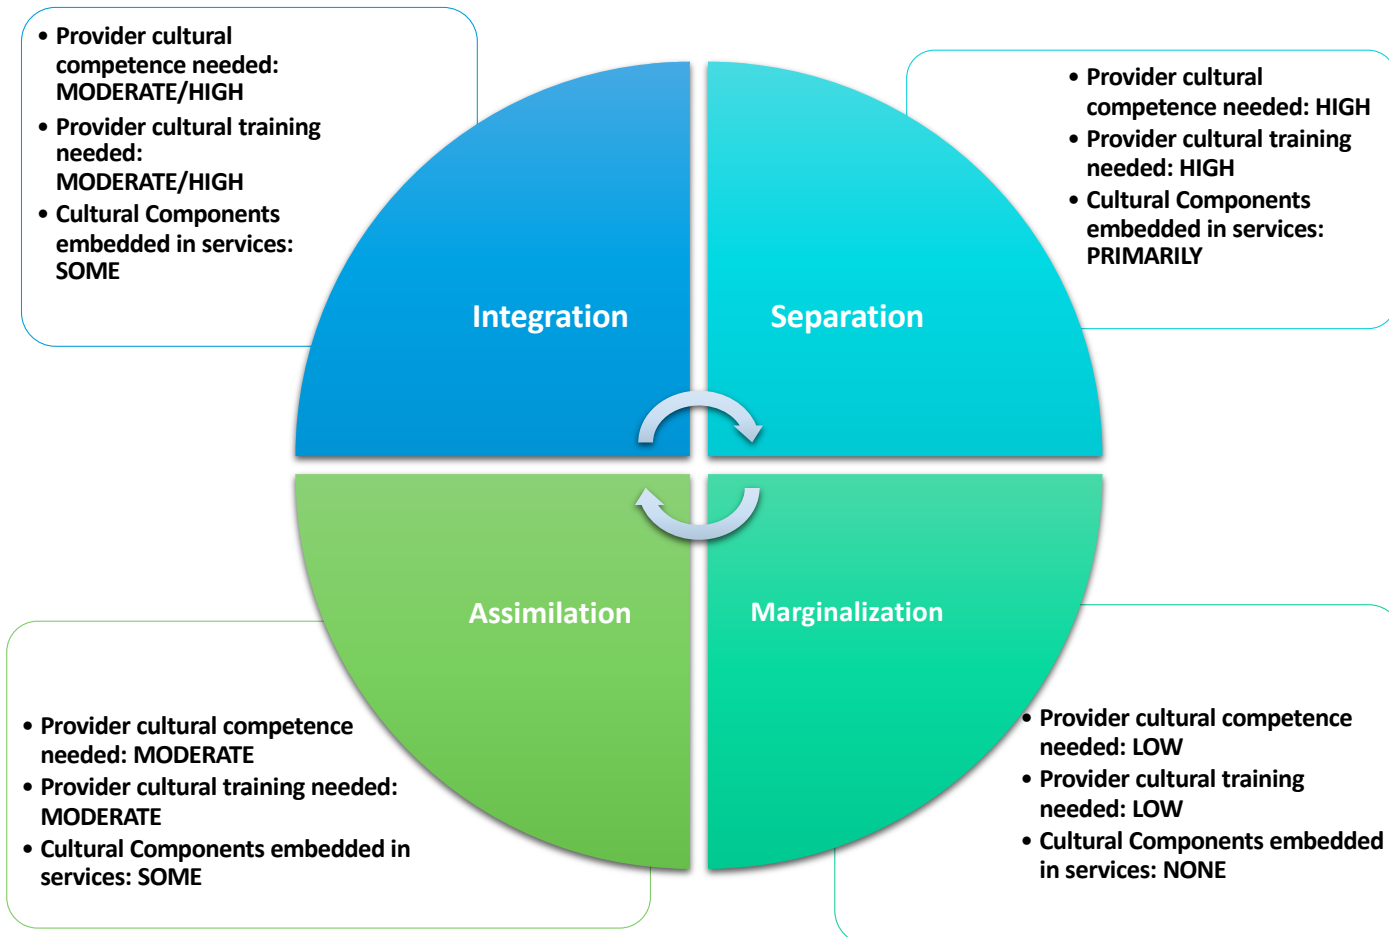 • Provider cultural
competence needed:
MODERATE/HIGH
• Provider cultural training
needed:
MODERATE/HIGH
• Cultural Components
embedded in services:
SOME
• Provider cultural
competence needed: HIGH
• Provider cultural training
needed: HIGH
• Cultural Components
embedded in services:
PRIMARILY
Integration
Separation
Assimilation
Marginalization
• Provider cultural competence
needed: MODERATE
• Provider cultural training needed:
MODERATE
• Cultural Components embedded in
services: SOME
• Provider cultural competence
needed: LOW
• Provider cultural training
needed: LOW
• Cultural Components embedded
in services: NONE